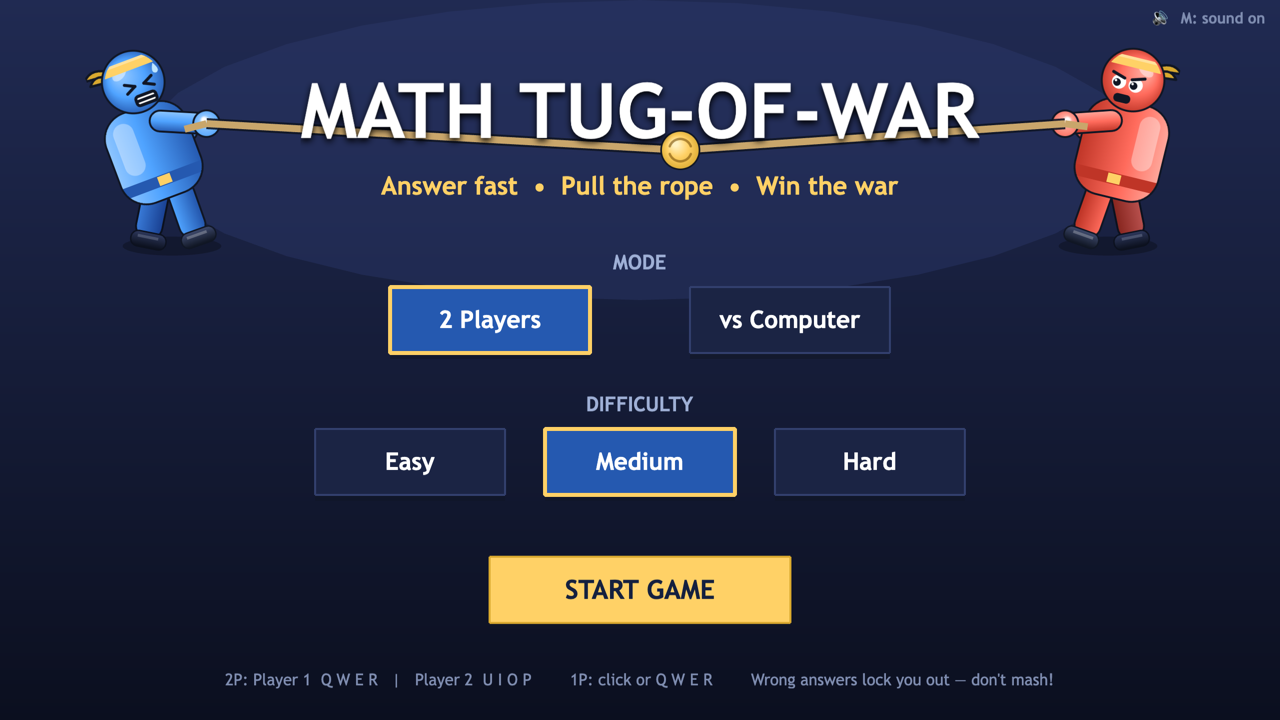 M: sound on
MATH TUG-OF-WAR
Answer fast • Pull the rope • Win the war
MODE
2 Players
vs Computer
DIFFICULTY
Easy
Medium
Hard
START GAME
2P: Player 1 Q W E R | Player 2 U I O P 1P: click or Q W E R Wrong answers lock you out — don't mash!